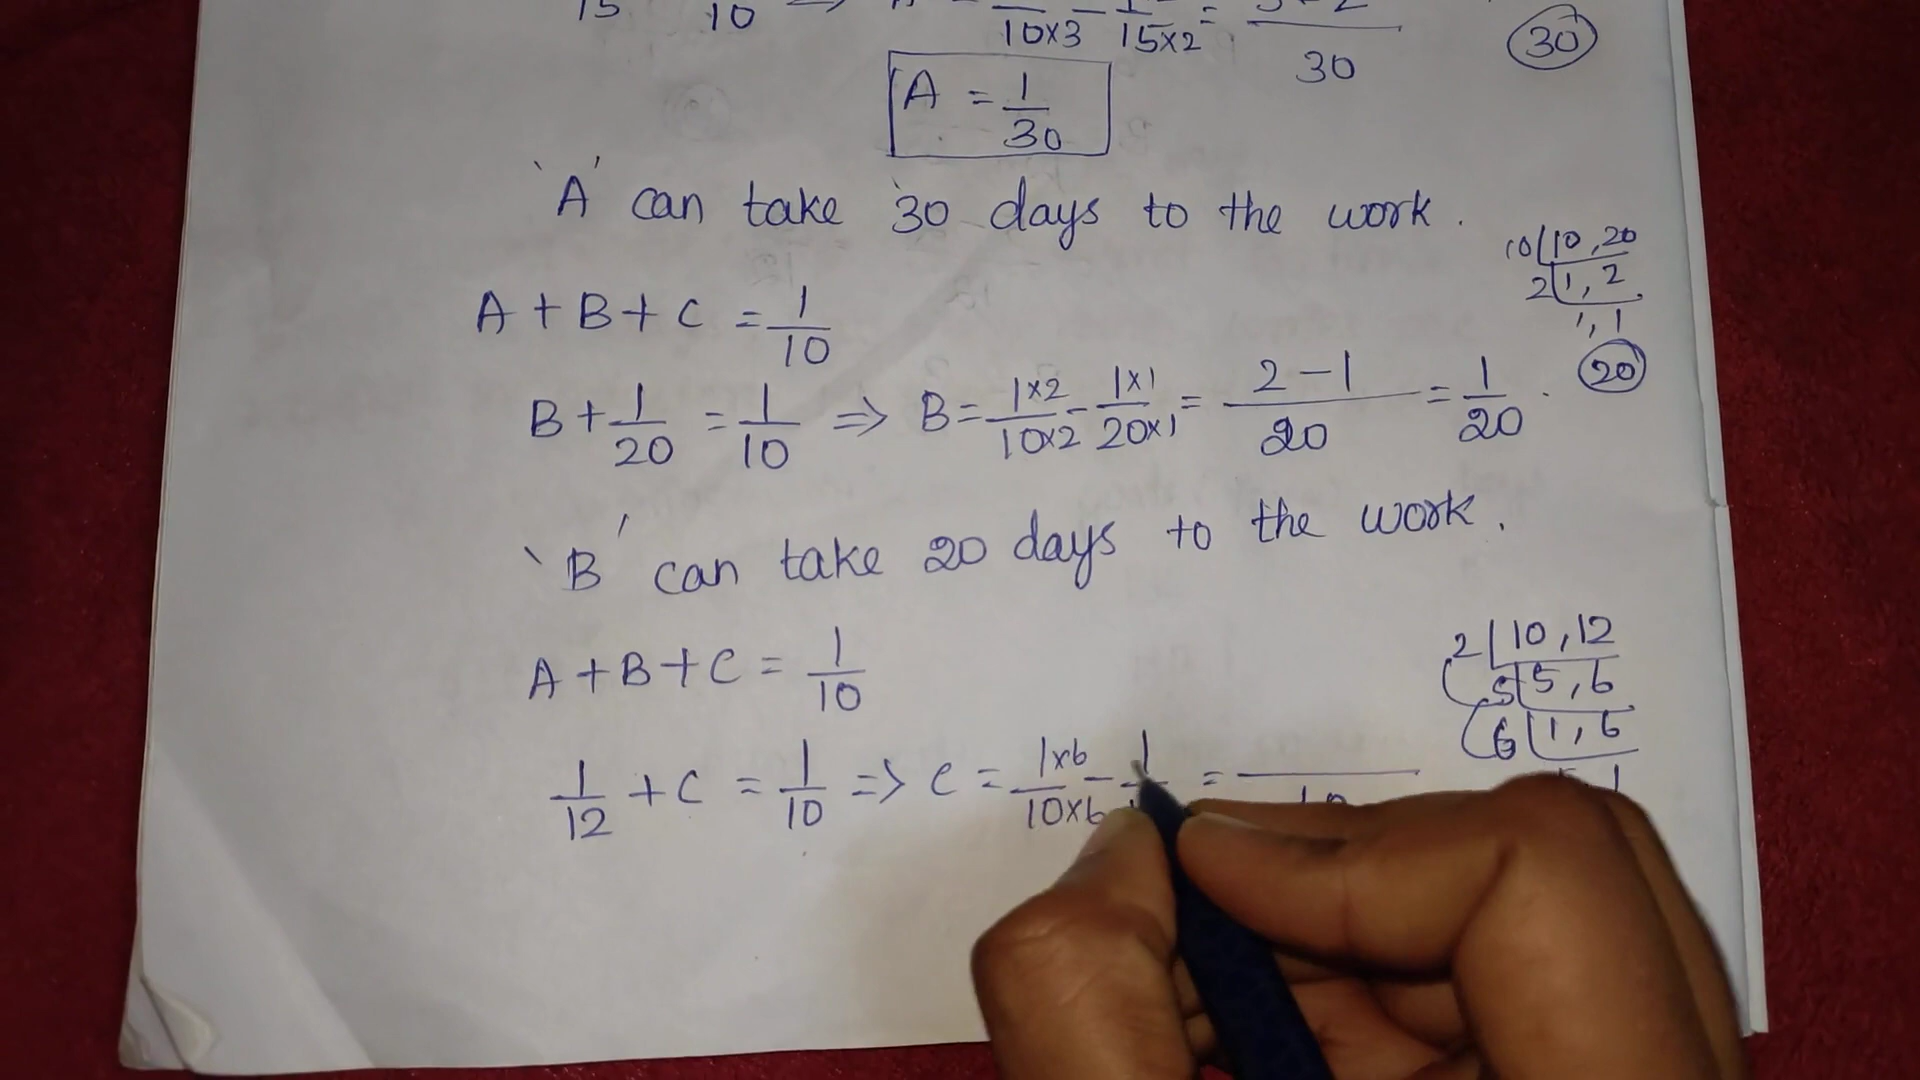 15 10 ⇒ 10×3 - 15×2 = 30
30
A = 1/30
'A' can take 30 days to the work.
10 | 10, 20
2 | 1, 2
1, 1
20
A + B + C = 1/10
B + 1/20 = 1/10 ⇒ B = 1×2/10×2 - 1×1/20×1 = 2-1/20 = 1/20.
'B' can take 20 days to the work.
2 | 10, 12
5 | 5, 6
6 | 1, 6
1
A + B + C = 1/10
1/12 + C = 1/10 ⇒ C = 1×6/10×6 - 1 =